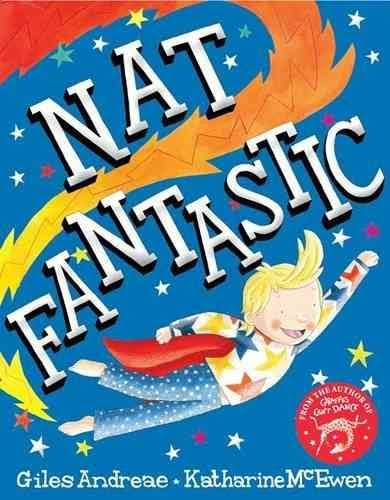 NAT
FANTASTIC
FROM THE AUTHOR OF
GIRAFFES
CAN'T DANCE
Giles Andreae ★ Katharine McEwen